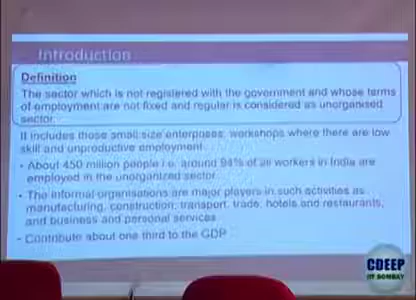 Introduction
Definition
The sector which is not registered with the government and whose terms
of employment are not fixed and regular is considered as unorganised
sector.
It includes those small size enterprises, workshops where there are low
skill and unproductive employment.
• About 450 million people i.e. around 94% of all workers in India are
employed in the unorganized sector.
• The informal organisations are major players in such activities as
manufacturing, construction, transport, trade, hotels and restaurants,
and business and personal services
• Contribute about one third to the GDP
CDEEP
IIT BOMBAY